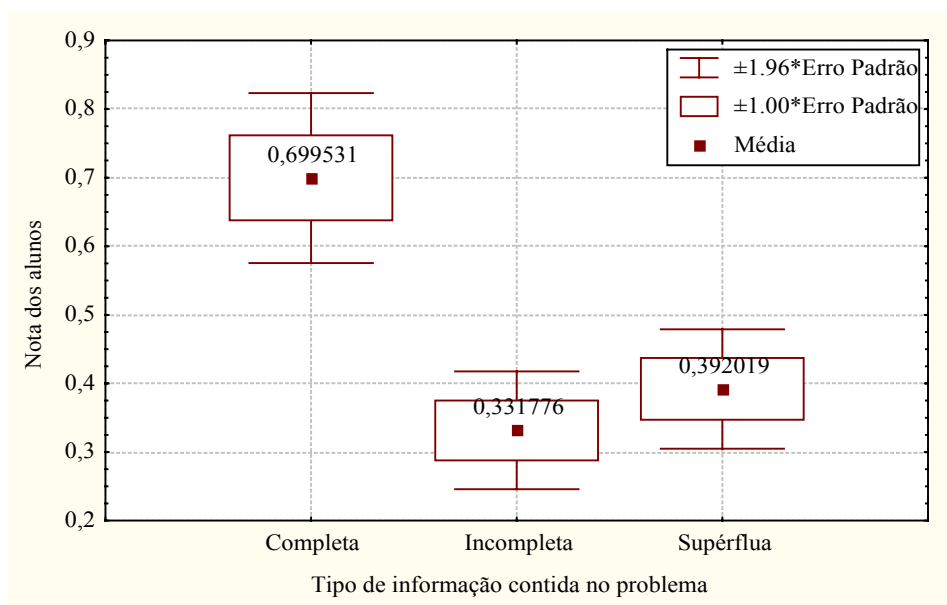 0,9
0,8
0,7
0,6
0,5
0,4
0,3
0,2
Nota dos alunos
±1.96*Erro Padrão
±1.00*Erro Padrão
Média
0,699531
0,331776
0,392019
Completa
Incompleta
Supérflua
Tipo de informação contida no problema